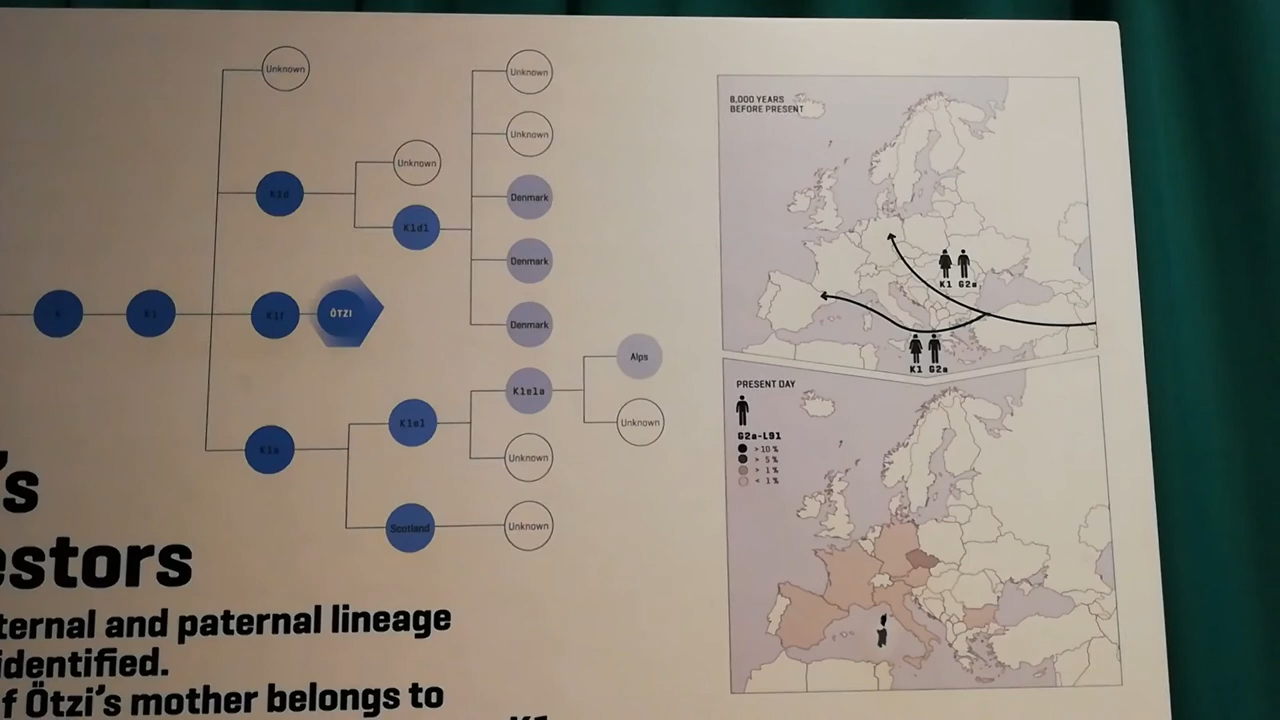 Unknown
Unknown
Unknown
Unknown
K1d1
Denmark
Denmark
Denmark
K
K1
K1f
ÖTZI
K1e
K1e1
K1e1a
Alps
Unknown
Unknown
Scotland
Unknown
's
estors
ternal and paternal lineage
identified.
f Ötzi's mother belongs to
K1
8,000 YEARS
BEFORE PRESENT
K1 G2a
K1 G2a
PRESENT DAY
G2a-L91
> 10 %
> 5 %
> 1 %
< 1 %